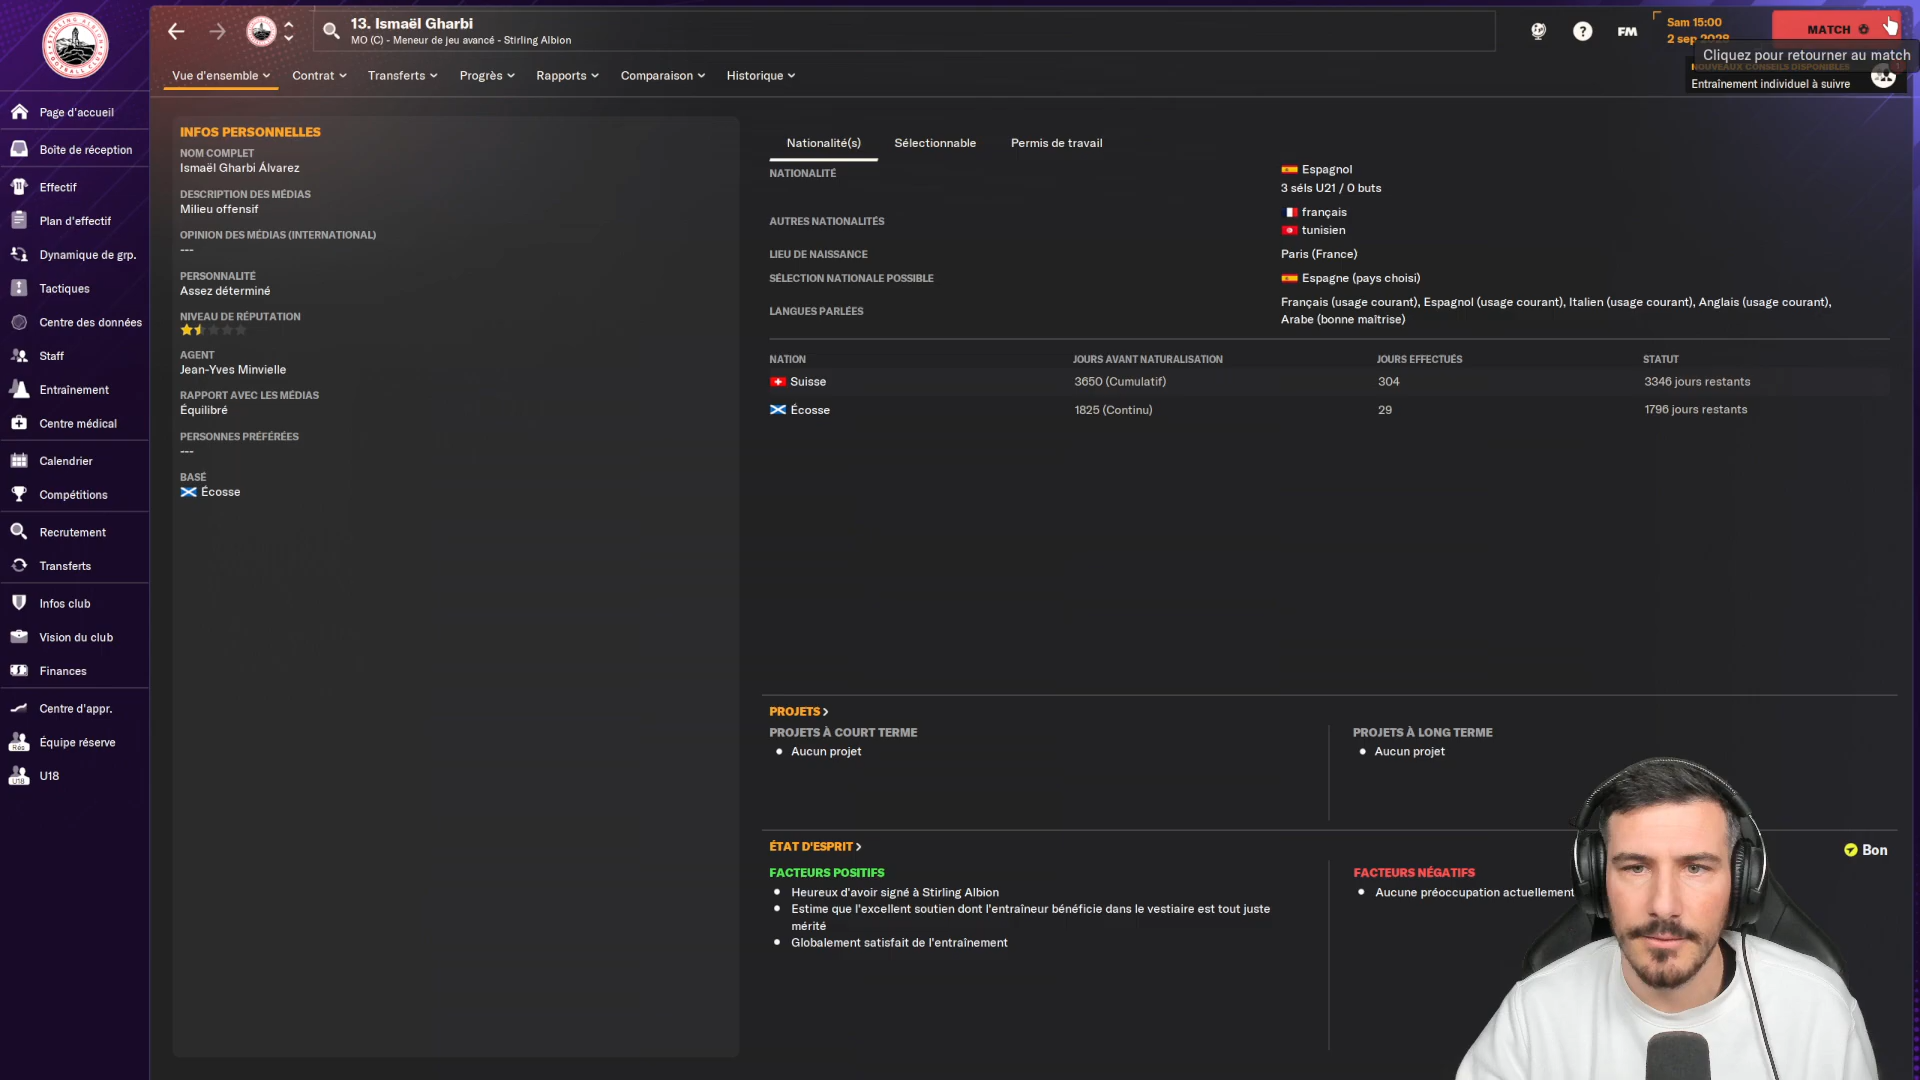 13. Ismaël Gharbi
MO (C) - Meneur de jeu avancé - Stirling Albion
FM
Sam 15:00
2 sep 2028
MATCH
Cliquez pour retourner au match
NOUVEAUX CONSEILS DISPONIBLES
Entraînement individuel à suivre
Vue d'ensemble
Contrat
Transferts
Progrès
Rapports
Comparaison
Historique
Page d'accueil
Boîte de réception
Effectif
Plan d'effectif
Dynamique de grp.
Tactiques
Centre des données
Staff
Entraînement
Centre médical
Calendrier
Compétitions
Recrutement
Transferts
Infos club
Vision du club
Finances
Centre d'appr.
Équipe réserve
U18
INFOS PERSONNELLES
NOM COMPLET
Ismaël Gharbi Álvarez
DESCRIPTION DES MÉDIAS
Milieu offensif
OPINION DES MÉDIAS (INTERNATIONAL)
---
PERSONNALITÉ
Assez déterminé
NIVEAU DE RÉPUTATION
AGENT
Jean-Yves Minvielle
RAPPORT AVEC LES MÉDIAS
Équilibré
PERSONNES PRÉFÉRÉES
---
BASÉ
Écosse
Nationalité(s)
Sélectionnable
Permis de travail
NATIONALITÉ
Espagnol
3 séls U21 / 0 buts
AUTRES NATIONALITÉS
français
tunisien
LIEU DE NAISSANCE
Paris (France)
SÉLECTION NATIONALE POSSIBLE
Espagne (pays choisi)
LANGUES PARLÉES
Français (usage courant), Espagnol (usage courant), Italien (usage courant), Anglais (usage courant),
Arabe (bonne maîtrise)
NATION
JOURS AVANT NATURALISATION
JOURS EFFECTUÉS
STATUT
Suisse
3650 (Cumulatif)
304
3346 jours restants
Écosse
1825 (Continu)
29
1796 jours restants
PROJETS
PROJETS À COURT TERME
Aucun projet
PROJETS À LONG TERME
Aucun projet
ÉTAT D'ESPRIT
Bon
FACTEURS POSITIFS
Heureux d'avoir signé à Stirling Albion
Estime que l'excellent soutien dont l'entraîneur bénéficie dans le vestiaire est tout juste
mérité
Globalement satisfait de l'entraînement
FACTEURS NÉGATIFS
Aucune préoccupation actuellement